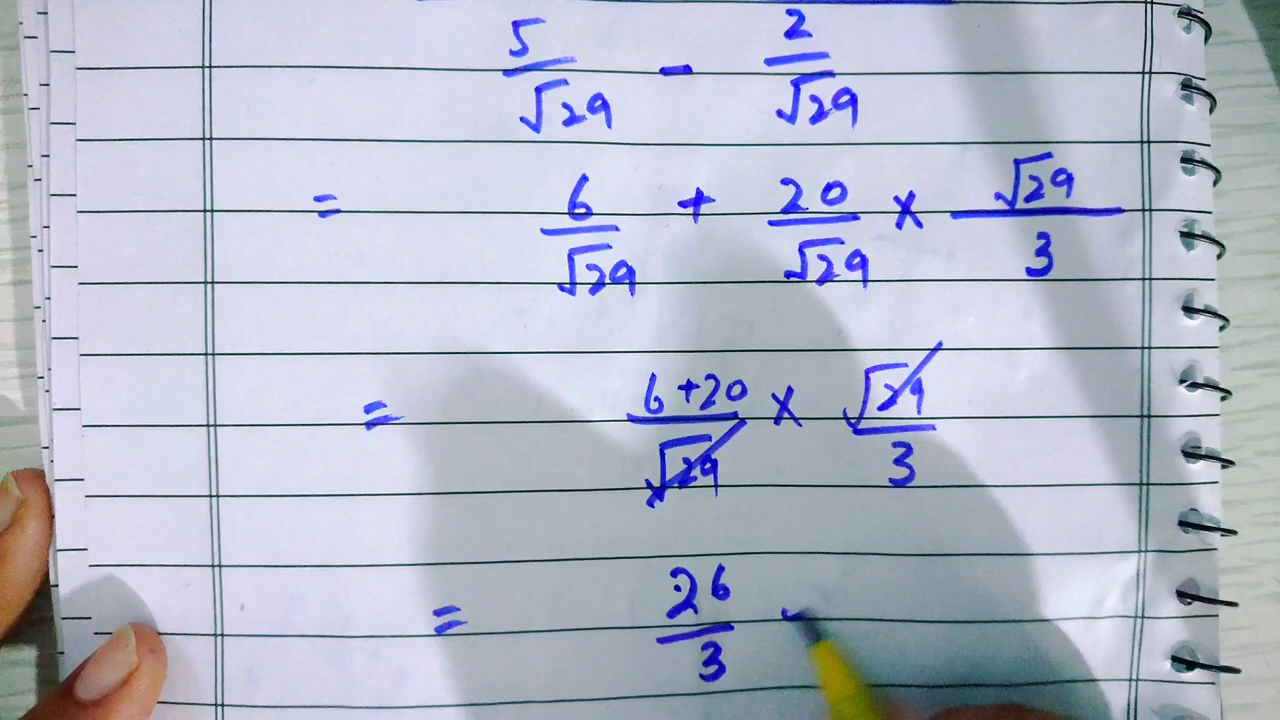 5/√29 - 2/√29
= 6/√29 + 20/√29 × √29/3
= 6+20/√29 × √29/3
= 26/3